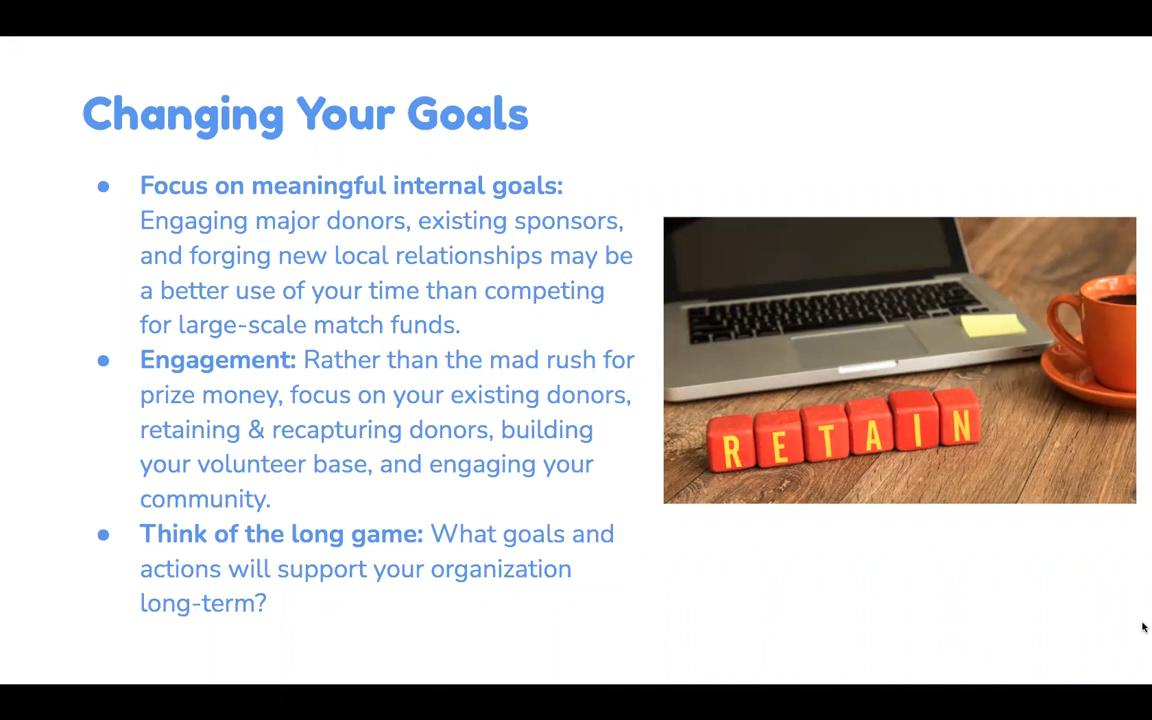 Changing Your Goals
● Focus on meaningful internal goals:
Engaging major donors, existing sponsors,
and forging new local relationships may be
a better use of your time than competing
for large-scale match funds.
● Engagement: Rather than the mad rush for
prize money, focus on your existing donors,
retaining & recapturing donors, building
your volunteer base, and engaging your
community.
● Think of the long game: What goals and
actions will support your organization
long-term?
RETAIN